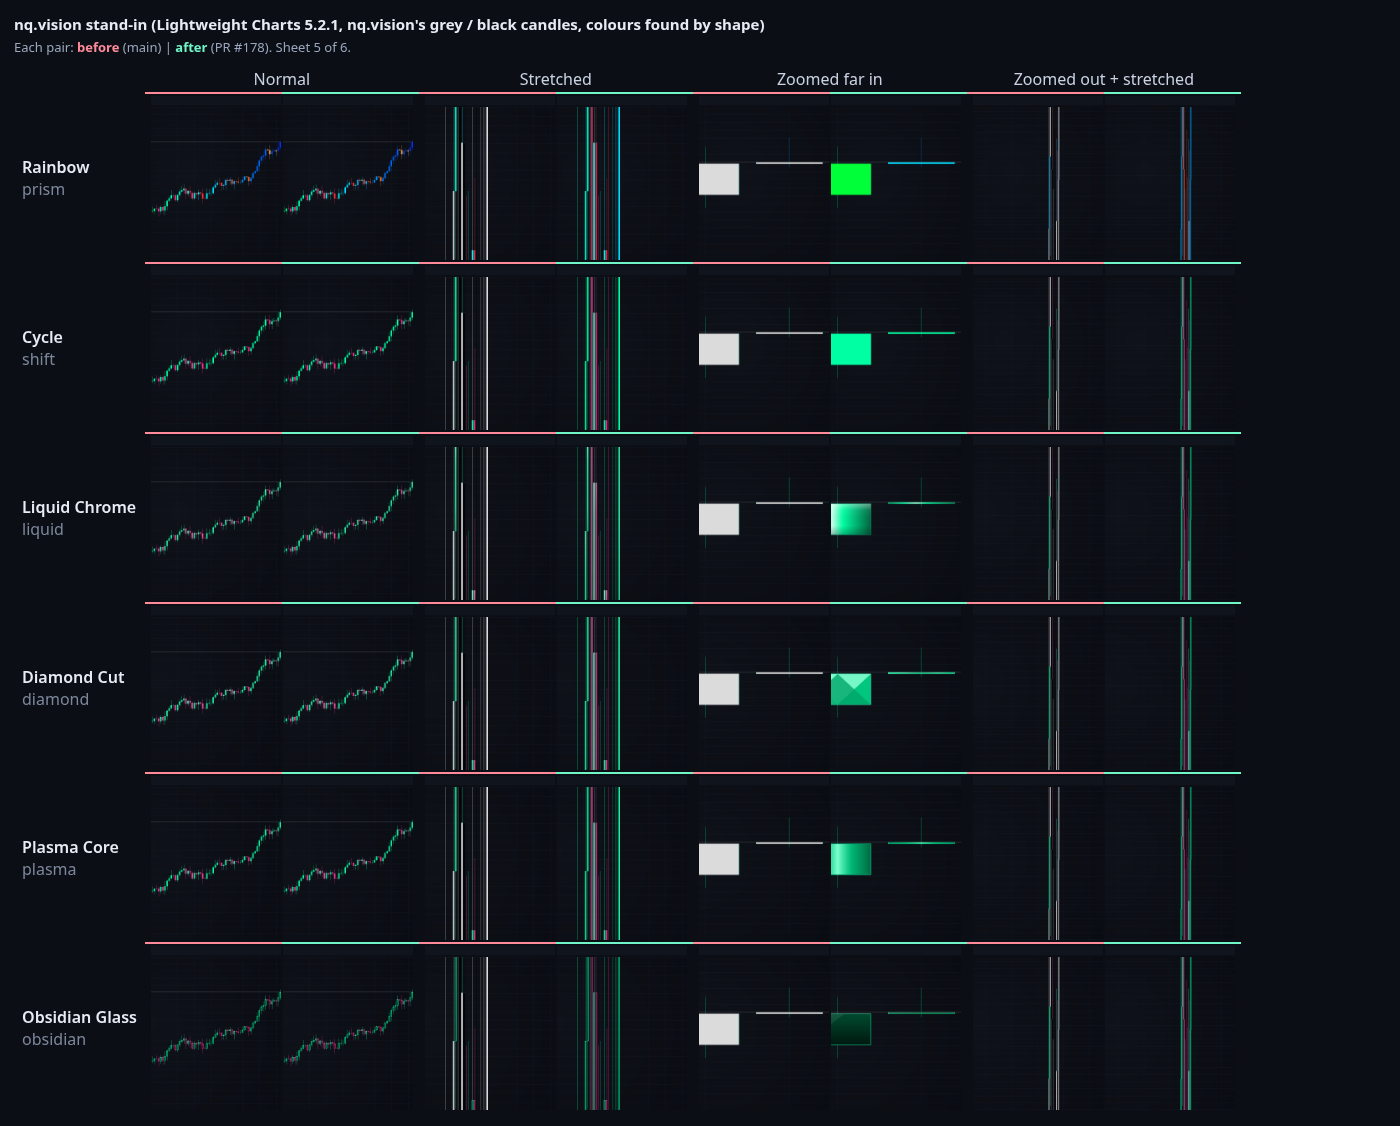 nq.vision stand-in (Lightweight Charts 5.2.1, nq.vision's grey / black candles, colours found by shape)
Each pair: before (main) | after (PR #178). Sheet 5 of 6.
Normal Stretched Zoomed far in Zoomed out + stretched
Rainbow
prism
Cycle
shift
Liquid Chrome
liquid
Diamond Cut
diamond
Plasma Core
plasma
Obsidian Glass
obsidian